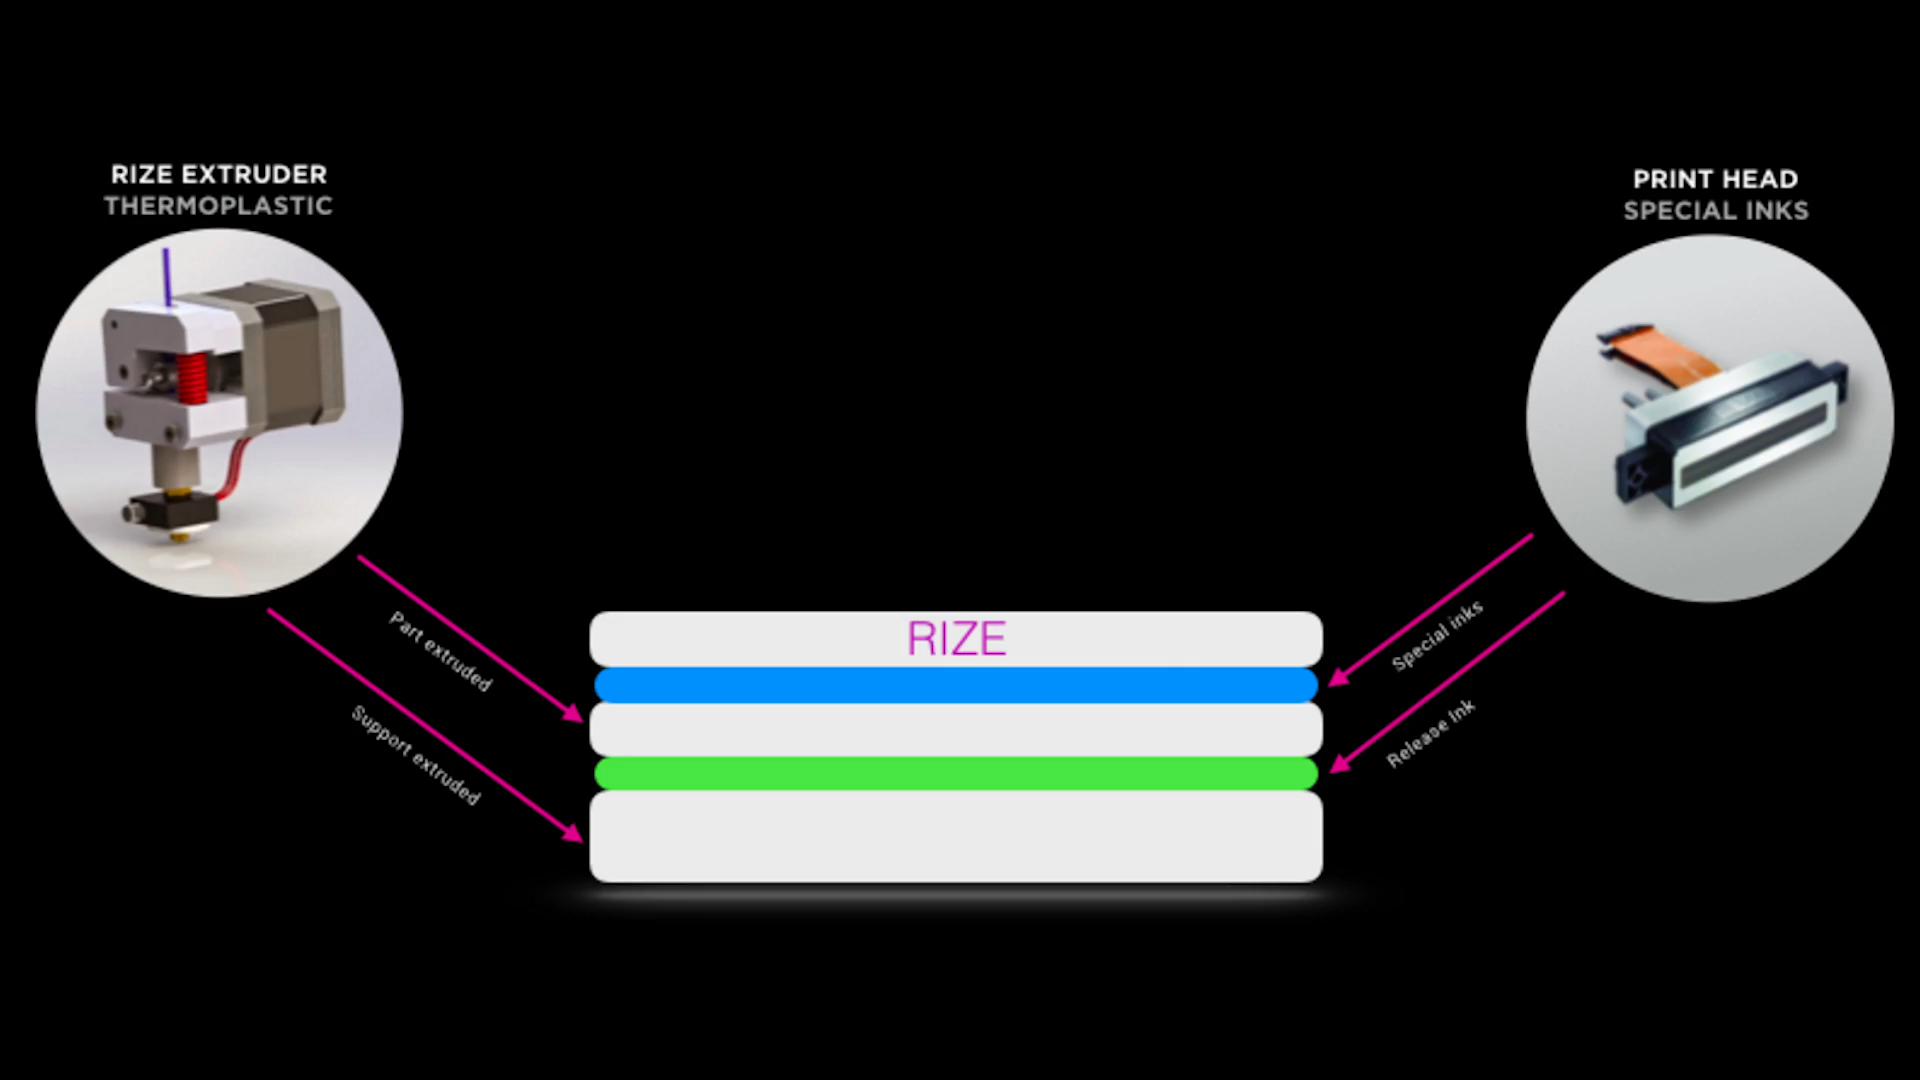 RIZE EXTRUDER
THERMOPLASTIC
PRINT HEAD
SPECIAL INKS
Part extruded
Support extruded
Special inks
Release ink
RIZE